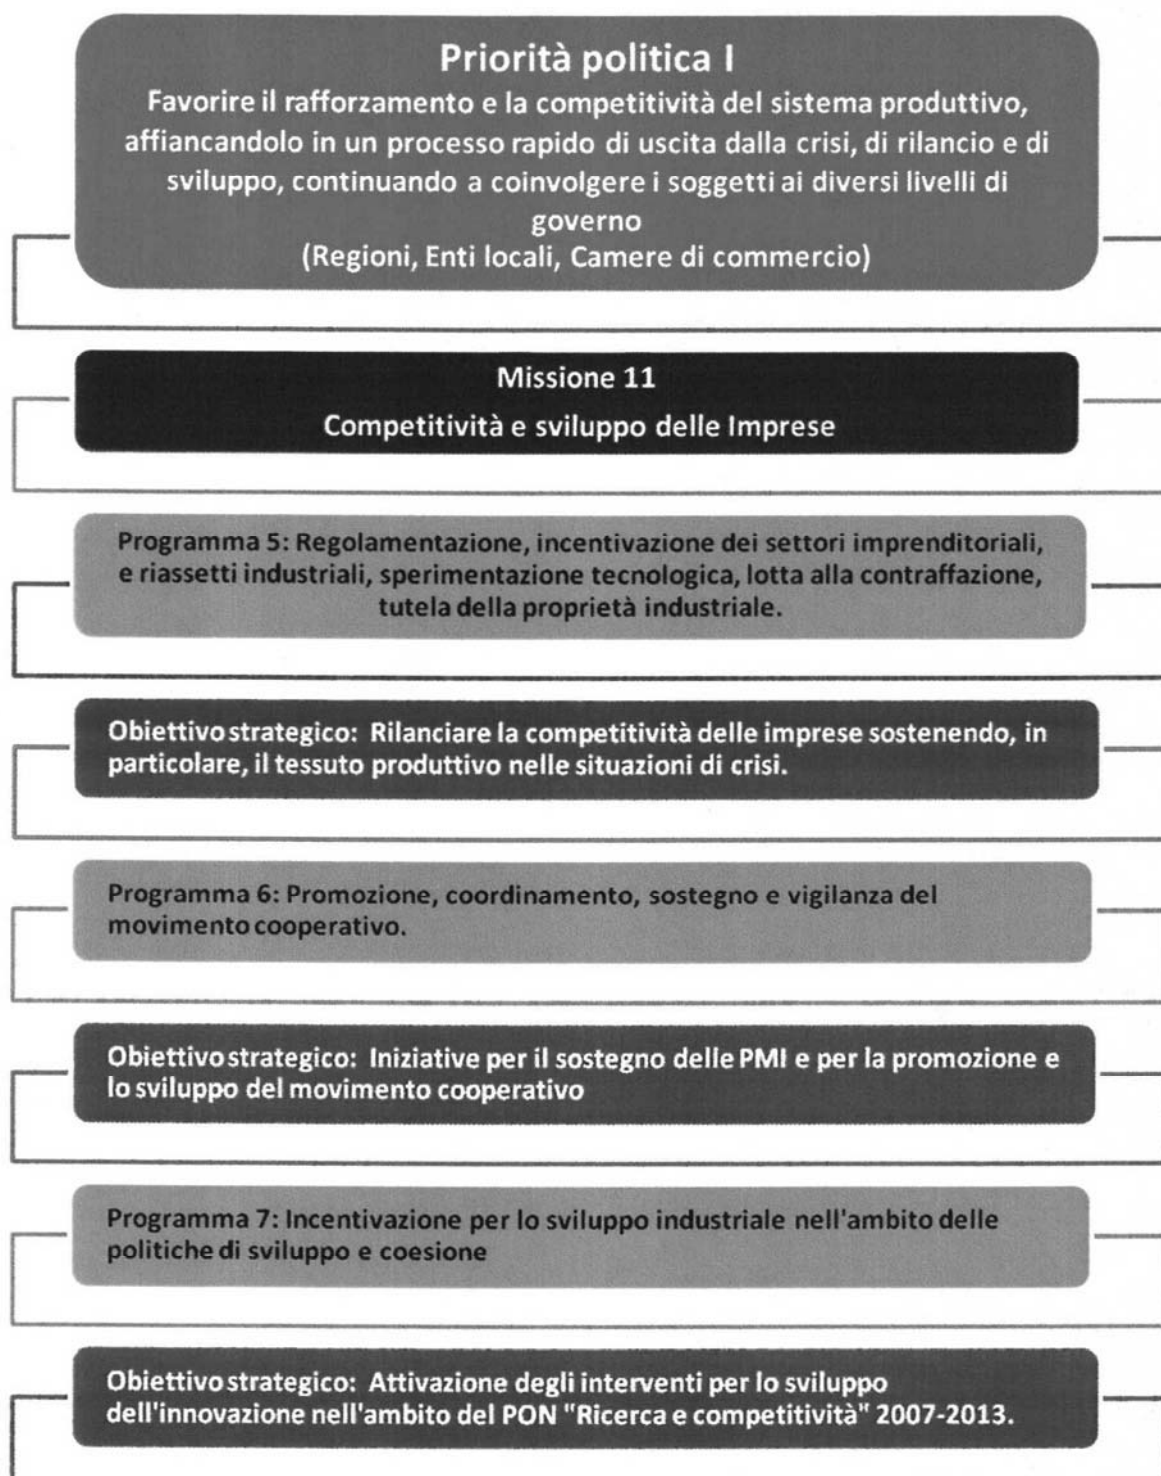 Priorità politica I
Favorire il rafforzamento e la competitività del sistema produttivo,
affiancandolo in un processo rapido di uscita dalla crisi, di rilancio e di
sviluppo, continuando a coinvolgere i soggetti ai diversi livelli di
governo
(Regioni, Enti locali, Camere di commercio)
Missione 11
Competitività e sviluppo delle Imprese
Programma 5: Regolamentazione, incentivazione dei settori imprenditoriali,
e riassetti industriali, sperimentazione tecnologica, lotta alla contraffazione,
tutela della proprietà industriale.
Obiettivo strategico: Rilanciare la competitività delle imprese sostenendo, in
particolare, il tessuto produttivo nelle situazioni di crisi.
Programma 6: Promozione, coordinamento, sostegno e vigilanza del
movimento cooperativo.
Obiettivo strategico: Iniziative per il sostegno delle PMI e per la promozione e
lo sviluppo del movimento cooperativo
Programma 7: Incentivazione per lo sviluppo industriale nell'ambito delle
politiche di sviluppo e coesione
Obiettivo strategico: Attivazione degli interventi per lo sviluppo
dell'innovazione nell'ambito del PON "Ricerca e competitività" 2007-2013.